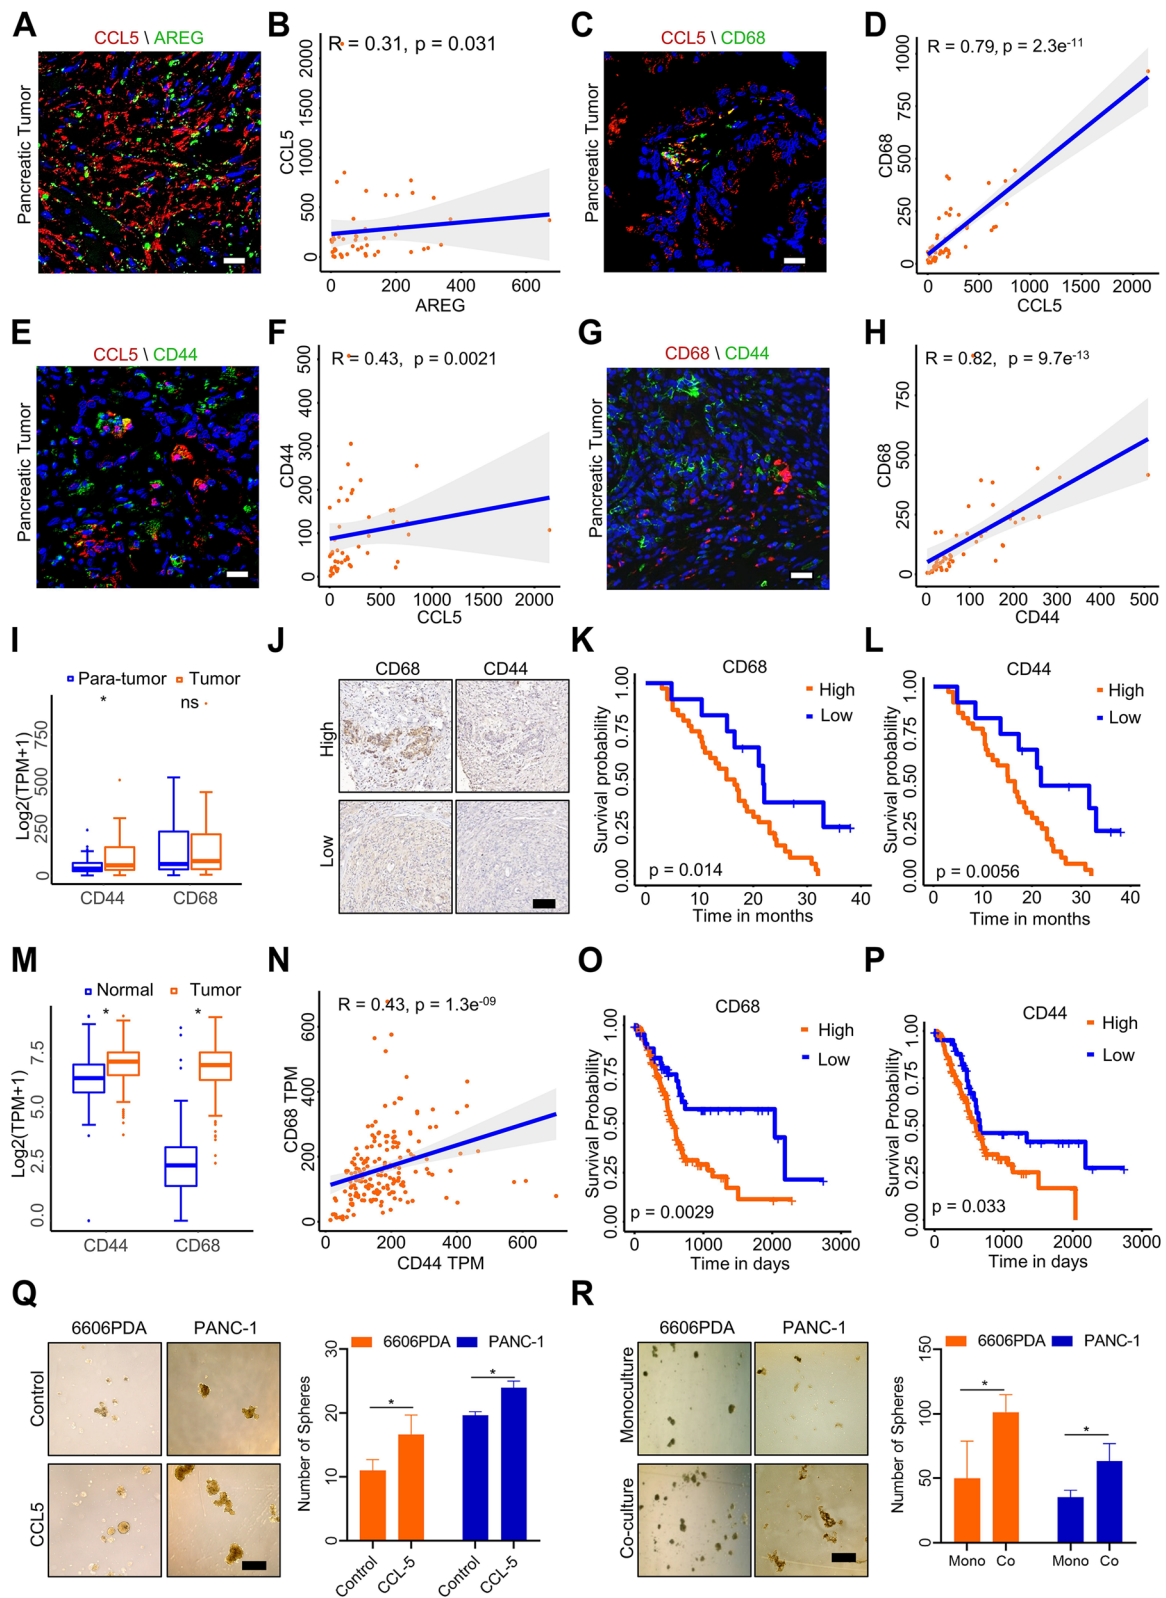 A
CCL5 \ AREG
Pancreatic Tumor
B
R = 0.31, p = 0.031
CCL5
0
500
1000
1500
2000
0 200 400 600
AREG
C
CCL5 \ CD68
Pancreatic Tumor
D
R = 0.79, p = 2.3e-11
CD68
0
250
500
750
1000
0 500 1000 2000
CCL5
E
CCL5 \ CD44
Pancreatic Tumor
F
R = 0.43, p = 0.0021
CD44
0
100
200
300
400
500
0 500 1000 2000
CCL5
G
CD68 \ CD44
Pancreatic Tumor
H
R = 0.82, p = 9.7e-13
CD68
0
250
500
750
0 100 200 300 500
CD44
I
Para-tumor Tumor
* ns
Log2(TPM+1)
0
250
500
750
CD44 CD68
J
CD68 CD44
High
Low
K
CD68
High
Low
Survival probability
0.00 0.25 0.50 0.75 1.00
p = 0.014
0 10 20 30 40
Time in months
L
CD44
High
Low
Survival probability
0.00 0.25 0.50 0.75 1.00
p = 0.0056
0 10 20 30 40
Time in months
M
Normal Tumor
* *
Log2(TPM+1)
0.0 2.5 5.0 7.5
CD44 CD68
N
R = 0.43, p = 1.3e-09
CD68 TPM
0 200 400 600
0 200 400 600
CD44 TPM
O
CD68
High
Low
Survival Probability
0.00 0.25 0.50 0.75 1.00
p = 0.0029
0 1000 2000 3000
Time in days
P
CD44
High
Low
Survival Probability
0.00 0.25 0.50 0.75 1.00
p = 0.033
0 1000 2000 3000
Time in days
Q
6606PDA PANC-1
Control
CCL5
6606PDA PANC-1
Number of Spheres
0
10
20
30
* *
Control CCL-5 Control CCL-5
R
6606PDA PANC-1
Monoculture
Co-culture
6606PDA PANC-1
Number of Spheres
0
50
100
150
* *
Mono Co Mono Co